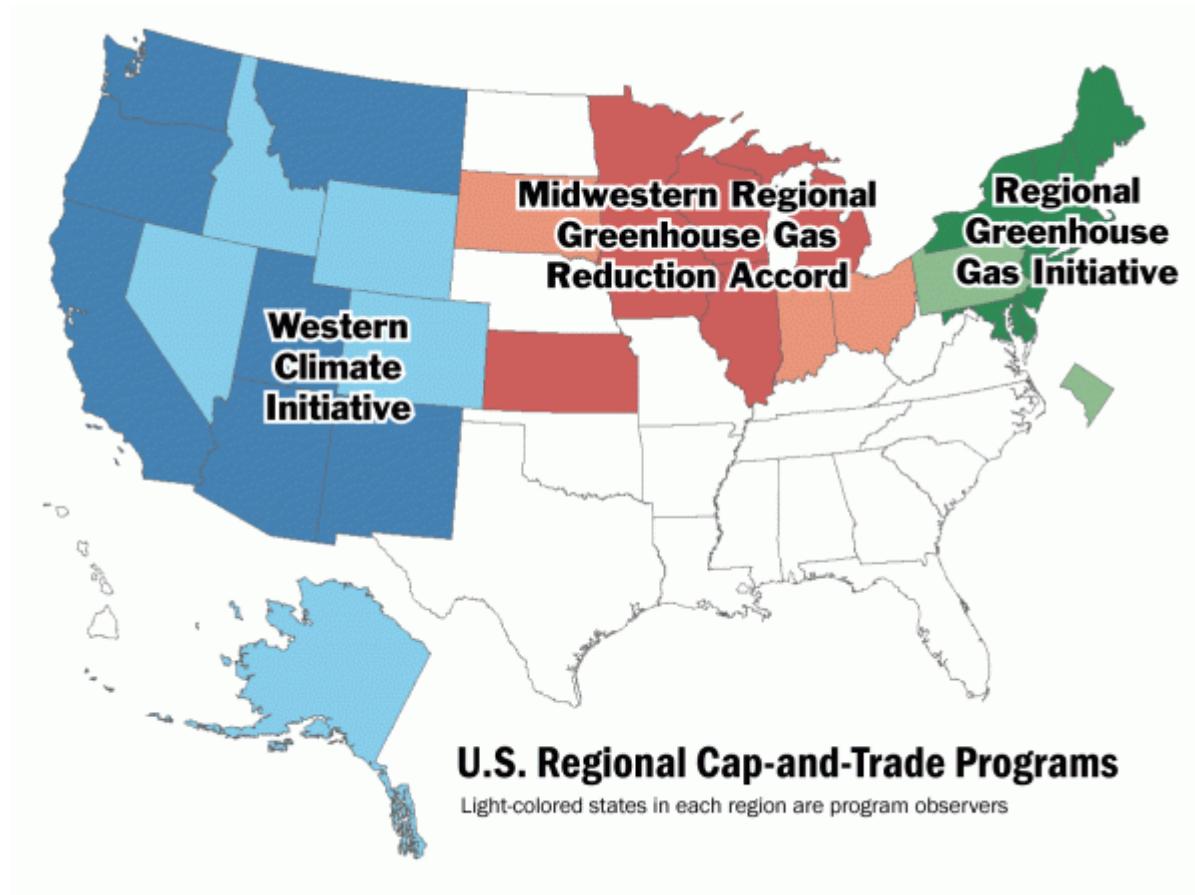 Midwestern Regional
Greenhouse Gas
Reduction Accord
Regional
Greenhouse
Gas Initiative
Western
Climate
Initiative
U.S. Regional Cap-and-Trade Programs
Light-colored states in each region are program observers